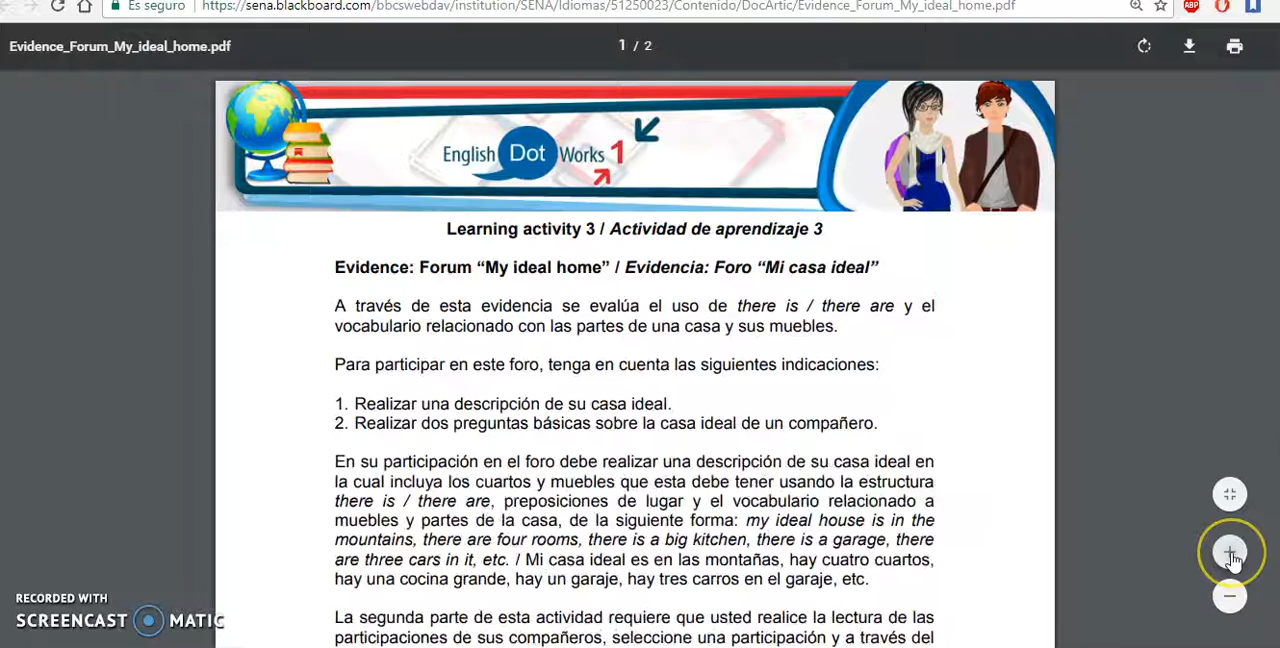 Es seguro | https://sena.blackboard.com/bbcswebdav/institution/SENA/Idiomas/51250023/Contenido/DocArtic/Evidence_Forum_My_ideal_home.pdf
ABP
Evidence_Forum_My_ideal_home.pdf
1 / 2
English Dot Works 1
Learning activity 3 / Actividad de aprendizaje 3
Evidence: Forum “My ideal home” / Evidencia: Foro “Mi casa ideal”
A través de esta evidencia se evalúa el uso de there is / there are y el
vocabulario relacionado con las partes de una casa y sus muebles.
Para participar en este foro, tenga en cuenta las siguientes indicaciones:
1. Realizar una descripción de su casa ideal.
2. Realizar dos preguntas básicas sobre la casa ideal de un compañero.
En su participación en el foro debe realizar una descripción de su casa ideal en
la cual incluya los cuartos y muebles que esta debe tener usando la estructura
there is / there are, preposiciones de lugar y el vocabulario relacionado a
muebles y partes de la casa, de la siguiente forma: my ideal house is in the
mountains, there are four rooms, there is a big kitchen, there is a garage, there
are three cars in it, etc. / Mi casa ideal es en las montañas, hay cuatro cuartos,
hay una cocina grande, hay un garaje, hay tres carros en el garaje, etc.
La segunda parte de esta actividad requiere que usted realice la lectura de las
participaciones de sus compañeros, seleccione una participación y a través del
RECORDED WITH
SCREENCAST MATIC